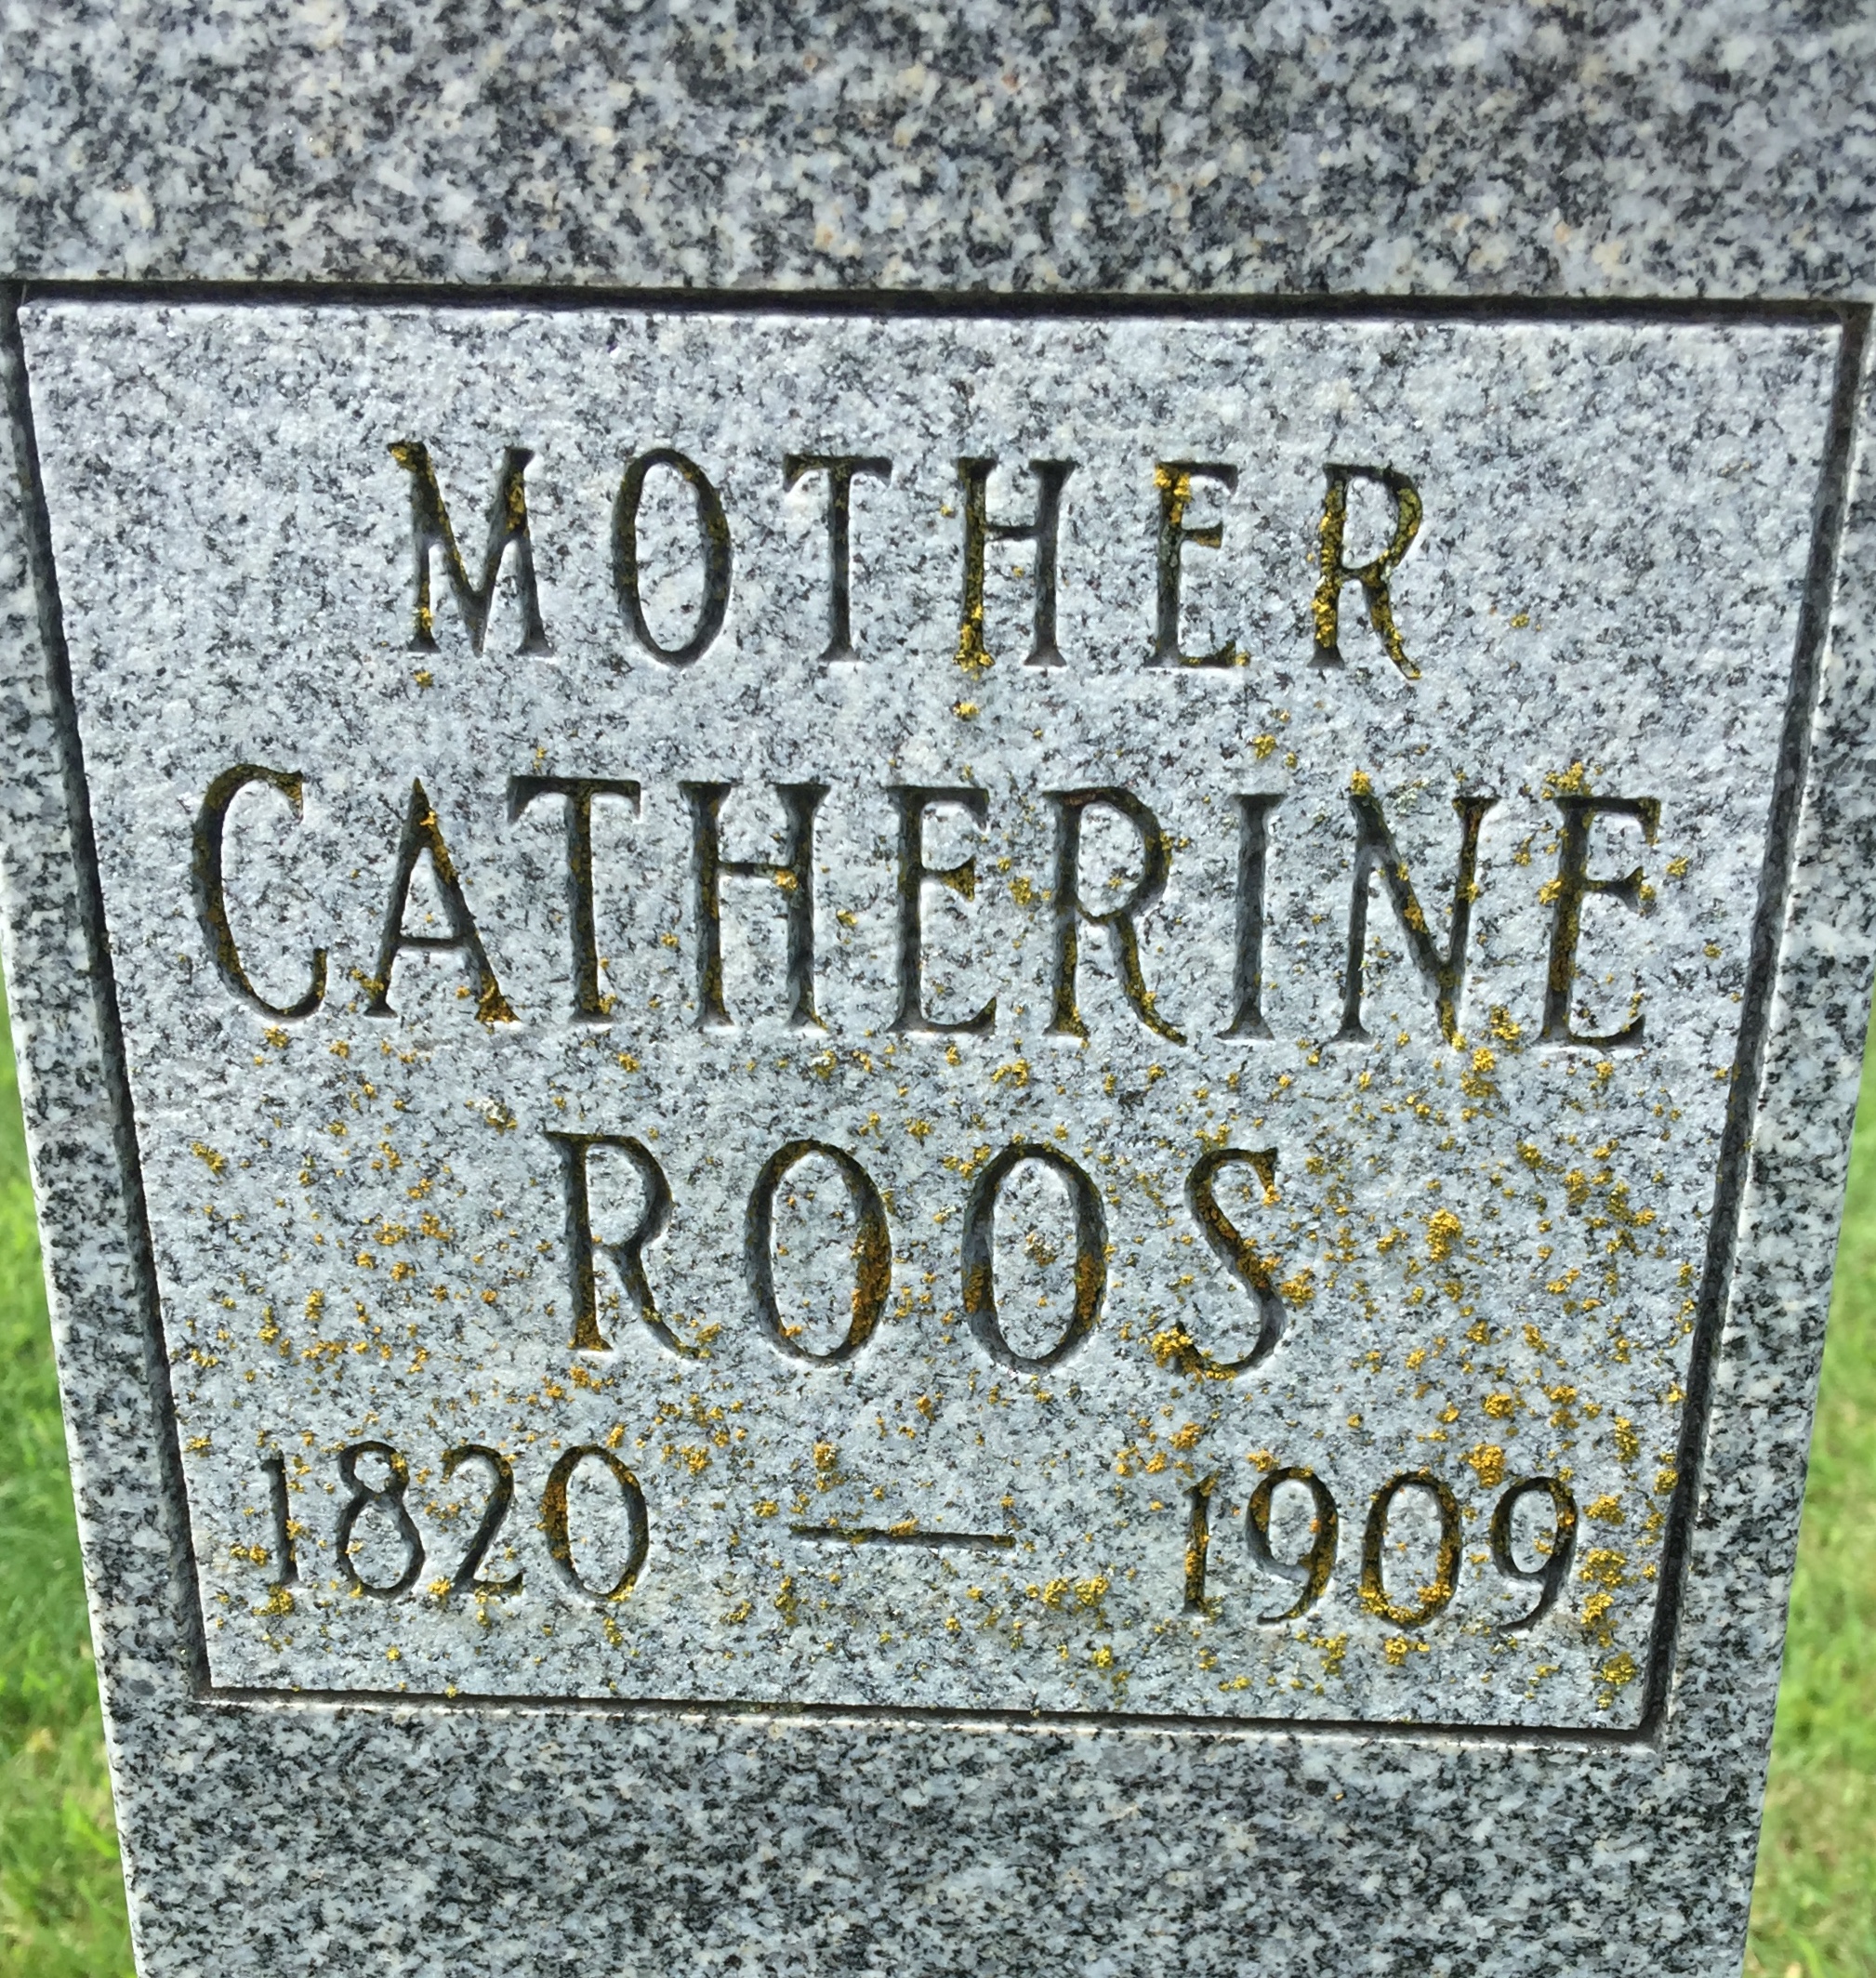 MOTHER
CATHERINE
ROOS
1820 — 1909